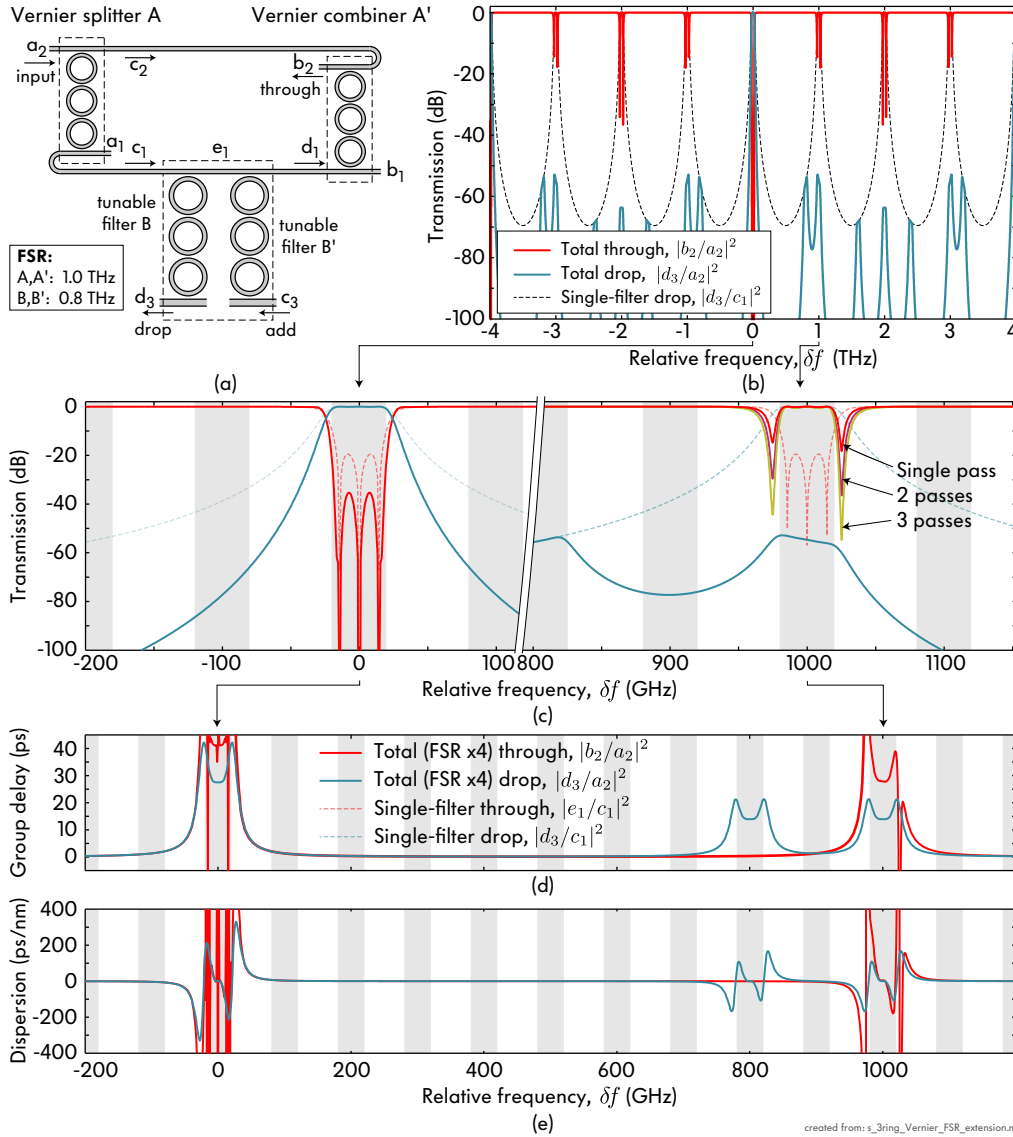 Vernier splitter A
Vernier combiner A'
a2
input
c2
b2
through
a1
c1
e1
d1
b1
tunable
filter B
tunable
filter B'
FSR:
A,A': 1.0 THz
B,B': 0.8 THz
d3
drop
c3
add
(a)
Transmission (dB)
0
-20
-40
-60
-80
-100
Total through, |b2/a2|^2
Total drop, |d3/a2|^2
Single-filter drop, |d3/c1|^2
-4 -3 -2 -1 0 1 2 3 4
Relative frequency, δf (THz)
(b)
Transmission (dB)
0
-20
-40
-60
-80
-100
Single pass
2 passes
3 passes
-200 -100 0 100 800 900 1000 1100
Relative frequency, δf (GHz)
(c)
Group delay (ps)
40
30
20
10
0
Total (FSR x4) through, |b2/a2|^2
Total (FSR x4) drop, |d3/a2|^2
Single-filter through, |e1/c1|^2
Single-filter drop, |d3/c1|^2
(d)
Dispersion (ps/nm)
400
200
0
-200
-400
-200 0 200 400 600 800 1000
Relative frequency, δf (GHz)
(e)
created from: s_3ring_Vernier_FSR_extension.m